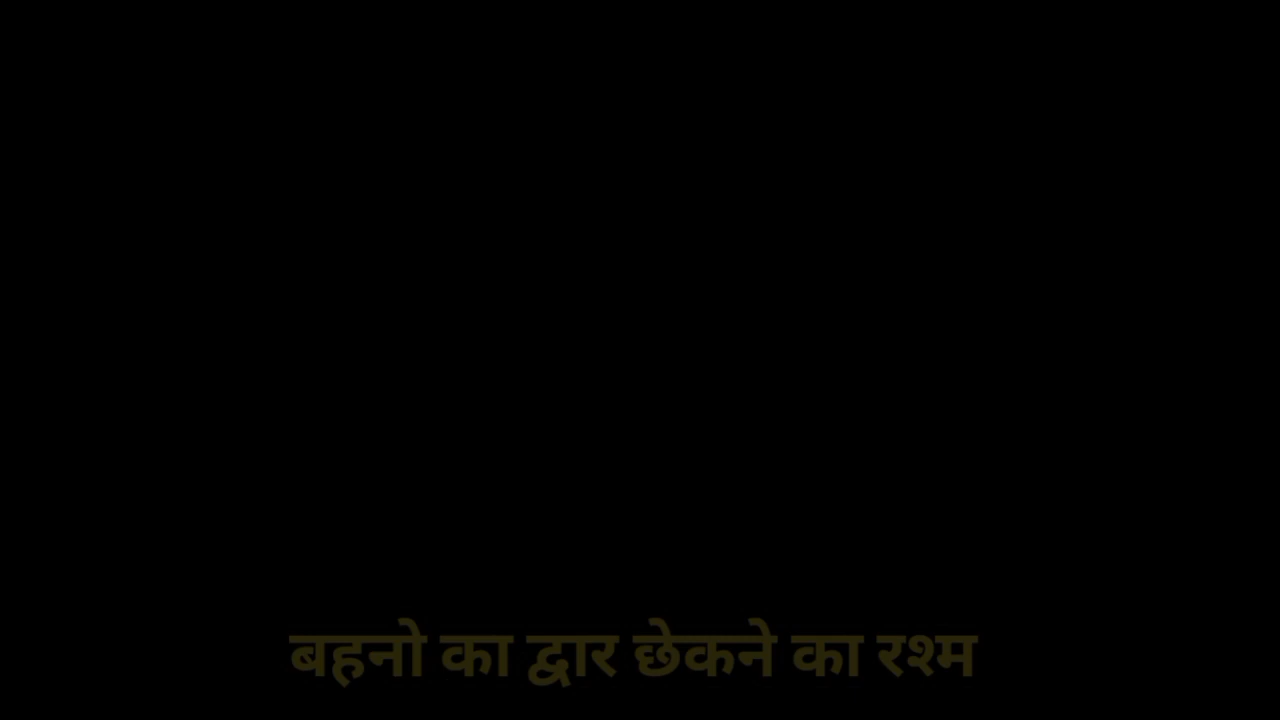 बहनो का द्वार छेकने का रश्म